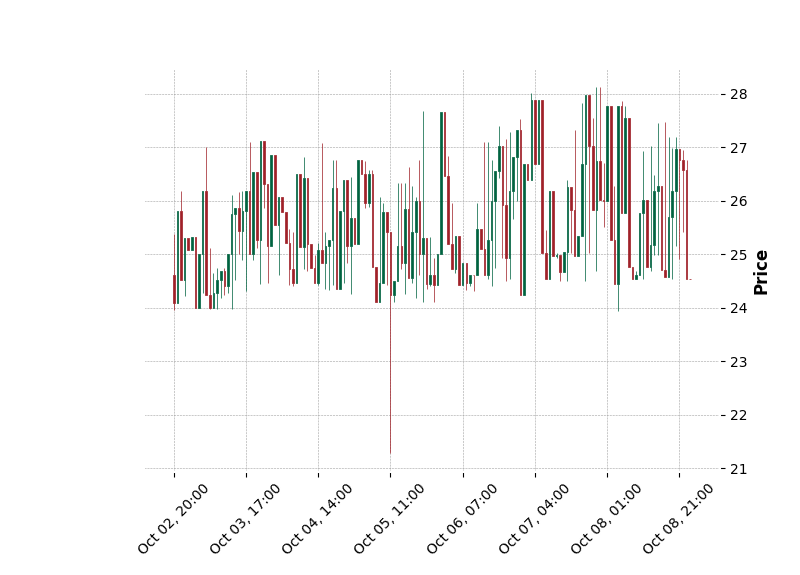 28
27
26
25
24
23
22
21
Price
Oct 02, 20:00
Oct 03, 17:00
Oct 04, 14:00
Oct 05, 11:00
Oct 06, 07:00
Oct 07, 04:00
Oct 08, 01:00
Oct 08, 21:00